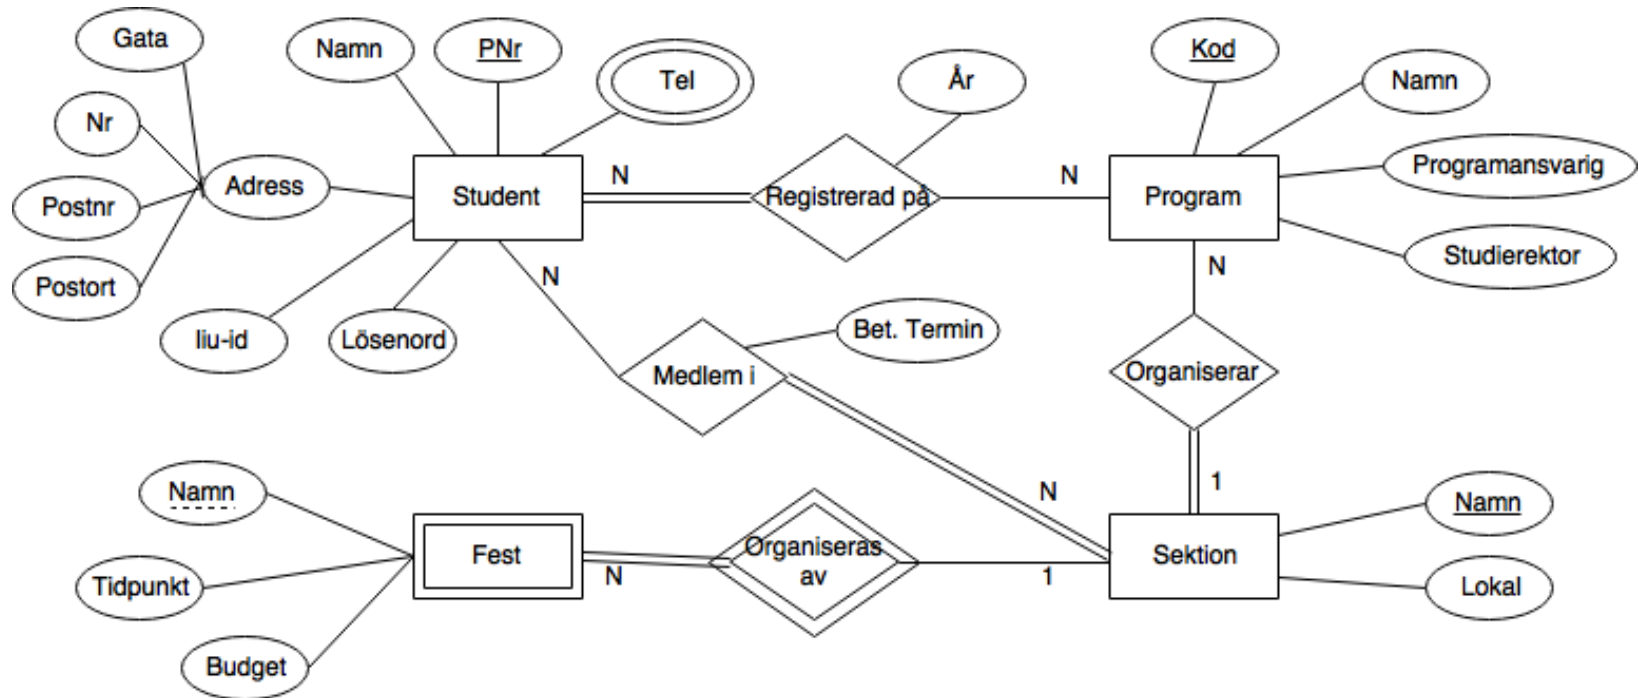 Gata
Namn
PNr
Tel
År
Kod
Namn
Nr
Adress
Student
N
Registrerad på
N
Program
Programansvarig
Postnr
Postort
Studierektor
liu-id
Lösenord
N
Medlem i
Bet. Termin
N
Organiserar
Namn
Tidpunkt
Budget
Fest
N
Organiseras
av
1
N
1
Sektion
Namn
Lokal